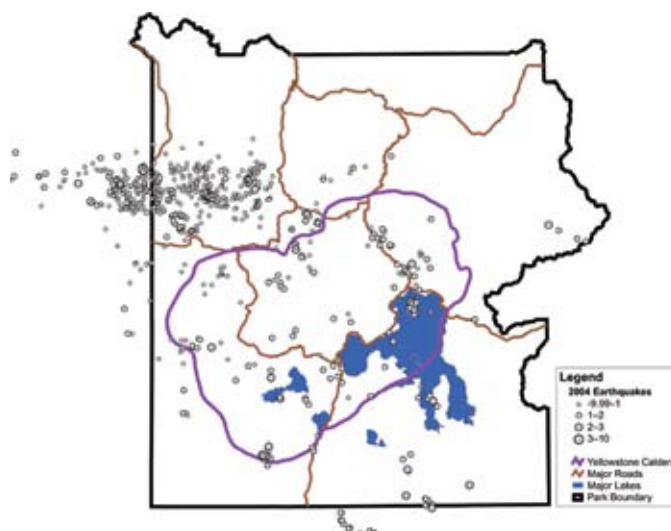 Legend
2004 Earthquakes
-9.99–1
1–2
2–3
3–10
Yellowstone Calder
Major Roads
Major Lakes
Park Boundary